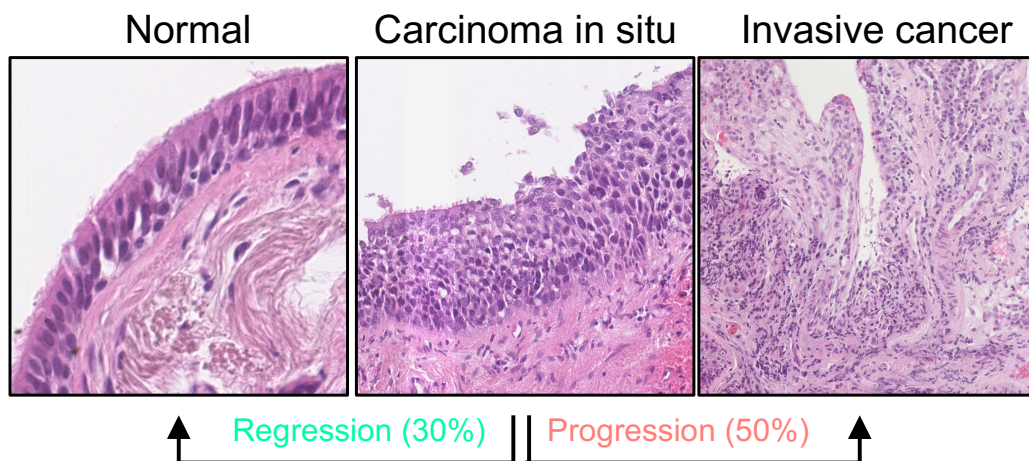 Normal
Carcinoma in situ
Invasive cancer
Regression (30%)
Progression (50%)